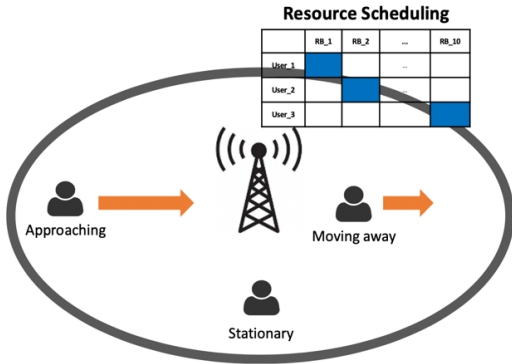 Resource Scheduling
RB_1 RB_2 ... RB_10
User_1 ...
User_2 ...
User_3
Approaching
Moving away
Stationary